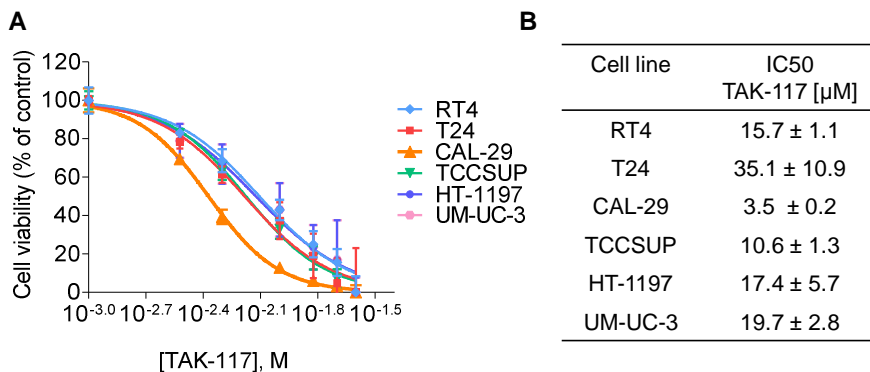 A
120
100
80
60
40
20
0
Cell viability (% of control)
10-3.0 10-2.7 10-2.4 10-2.1 10-1.8 10-1.5
[TAK-117], M
RT4
T24
CAL-29
TCCSUP
HT-1197
UM-UC-3
B
Cell line IC50
TAK-117 [µM]
RT4 15.7 ± 1.1
T24 35.1 ± 10.9
CAL-29 3.5 ± 0.2
TCCSUP 10.6 ± 1.3
HT-1197 17.4 ± 5.7
UM-UC-3 19.7 ± 2.8